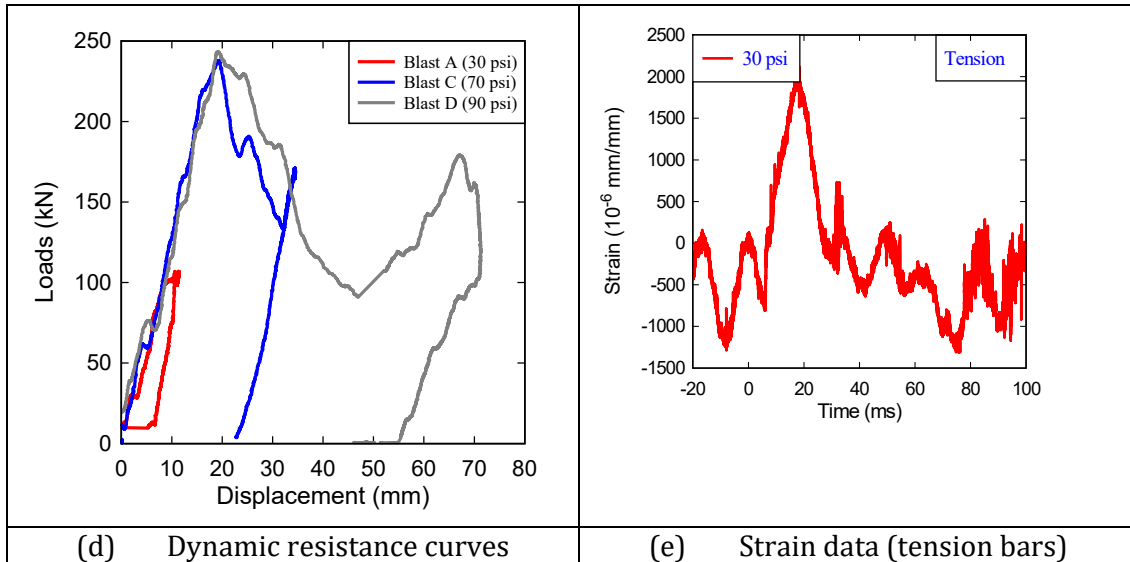 250
200
150
100
50
0
Loads (kN)
Blast A (30 psi)
Blast C (70 psi)
Blast D (90 psi)
0 10 20 30 40 50 60 70 80
Displacement (mm)
2500
2000
1500
1000
500
0
-500
-1000
-1500
Strain (10⁻⁶ mm/mm)
30 psi
Tension
-20 0 20 40 60 80 100
Time (ms)
(d) Dynamic resistance curves
(e) Strain data (tension bars)